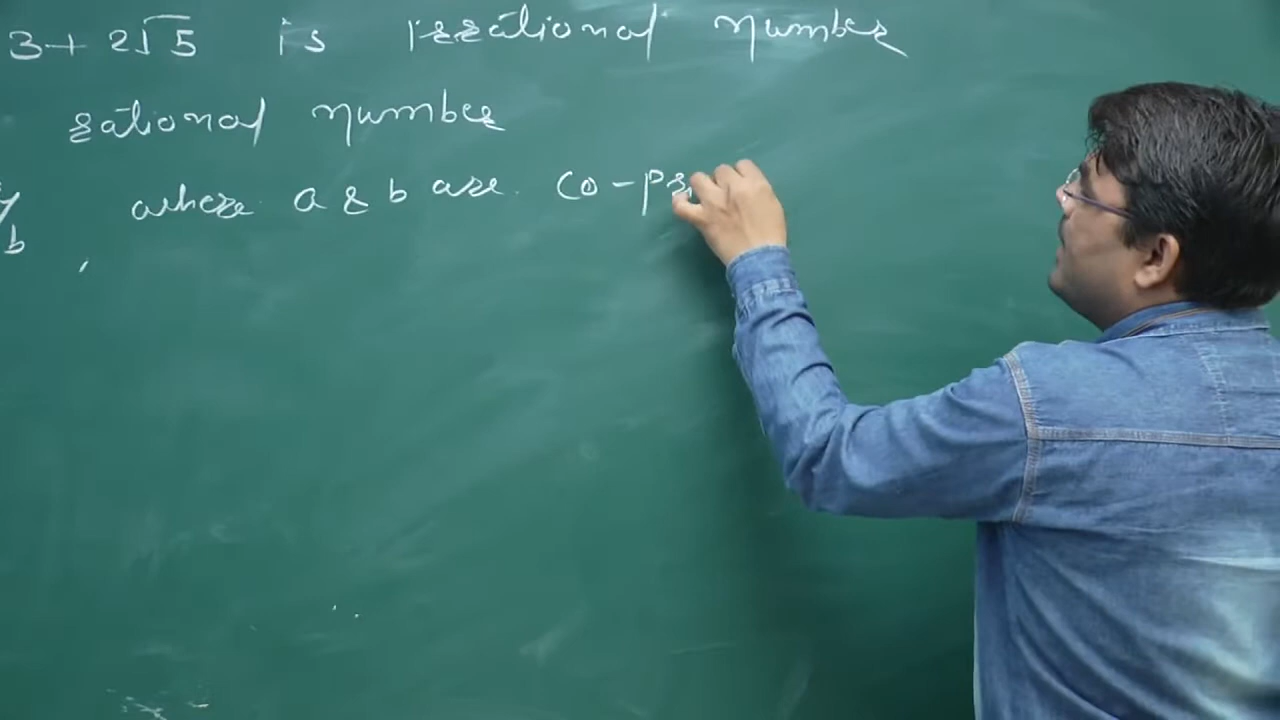 3+2√5 is irrational number
rational number
/b , where a & b are co-pr